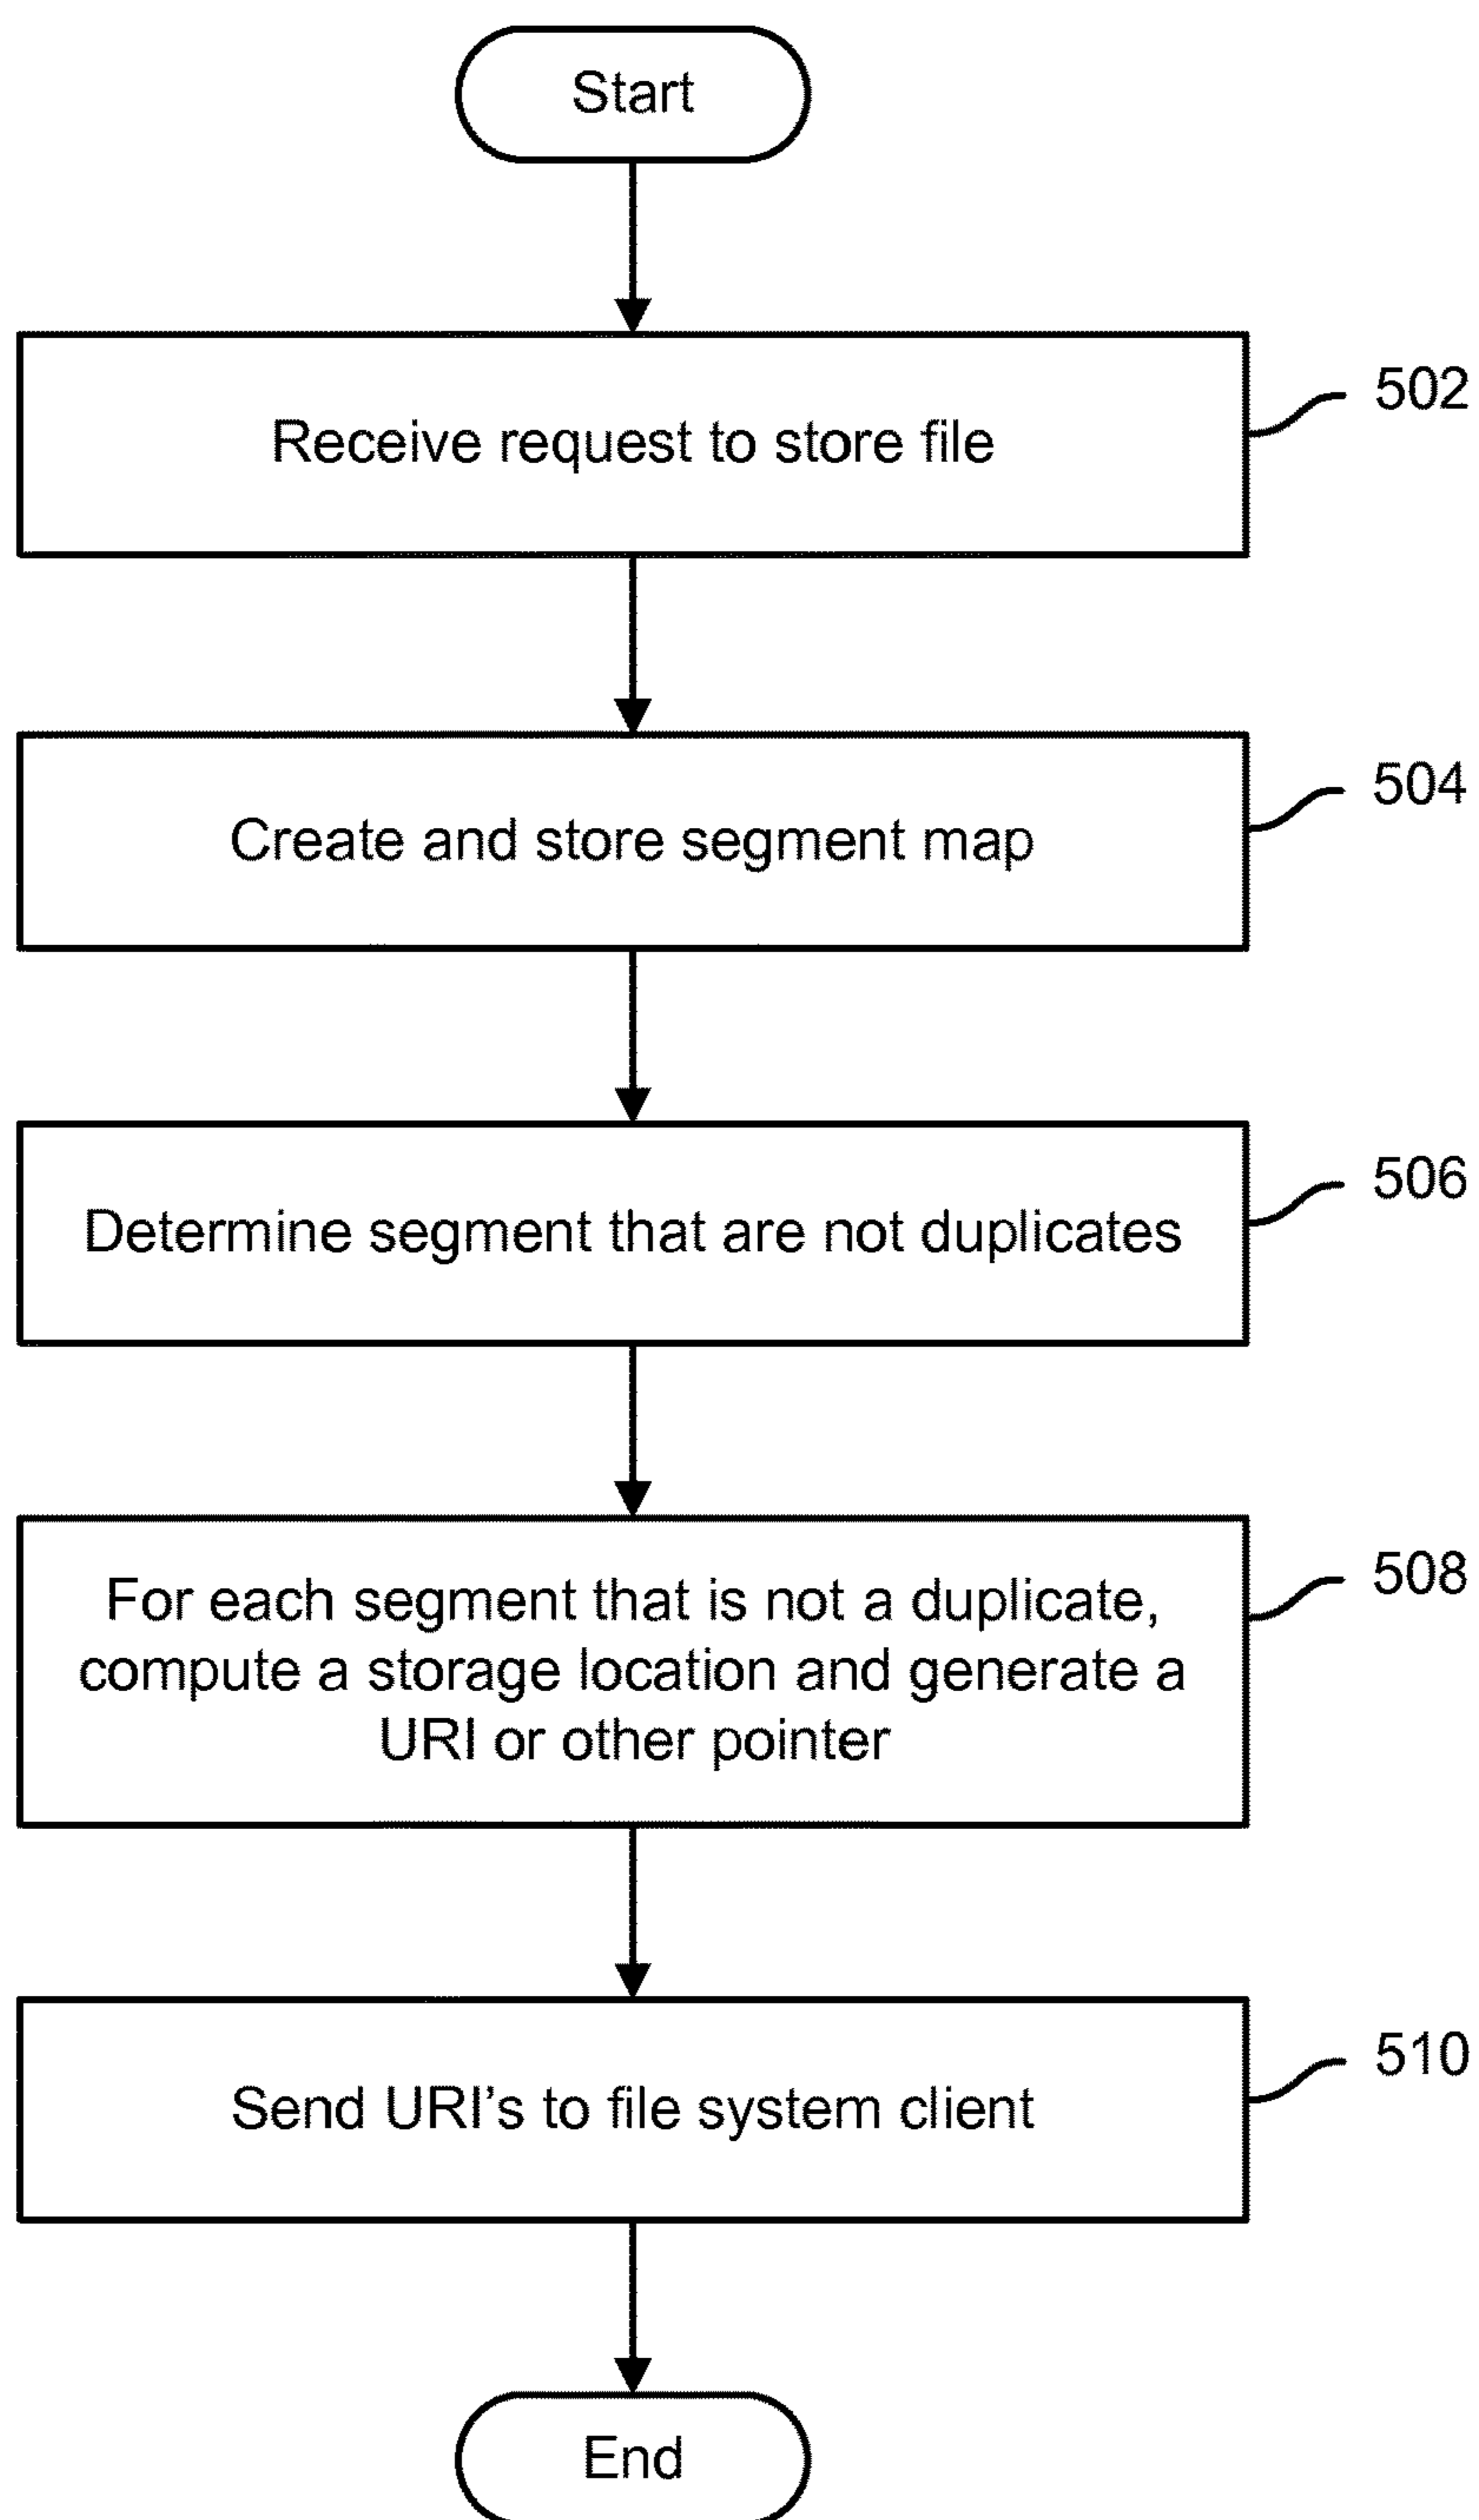 Start
Receive request to store file
502
Create and store segment map
504
Determine segment that are not duplicates
506
For each segment that is not a duplicate,
compute a storage location and generate a
URI or other pointer
508
Send URI’s to file system client
510
End